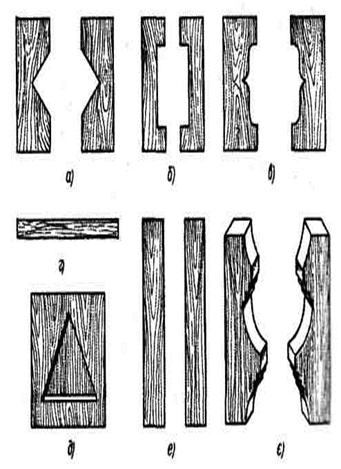 а) б) в)
г)
д) е) є)